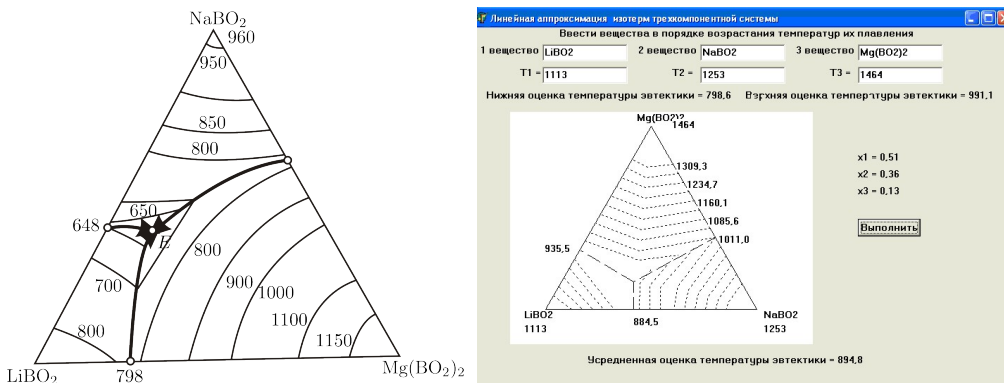 NaBO2
960
950
850
800
650
648
E
700
800
800
900
1000
1100
1150
LiBO2
798
Mg(BO2)2
Линейная аппроксимация изотерм трехкомпонентной системы
Ввести вещества в порядке возрастания температур их плавления
1 вещество LiBO2 2 вещество NaBO2 3 вещество Mg(BO2)2
T1 = 1113 T2 = 1253 T3 = 1464
Нижняя оценка температуры эвтектики = 798,6 Верхняя оценка температуры эвтектики = 991,1
Mg(BO2)2
1464
1309,3
1234,7
1160,1
1085,6
1011,0
935,5
LiBO2
1113
884,5
NaBO2
1253
x1 = 0,51
x2 = 0,36
x3 = 0,13
Выполнить
Усредненная оценка температуры эвтектики = 894,8